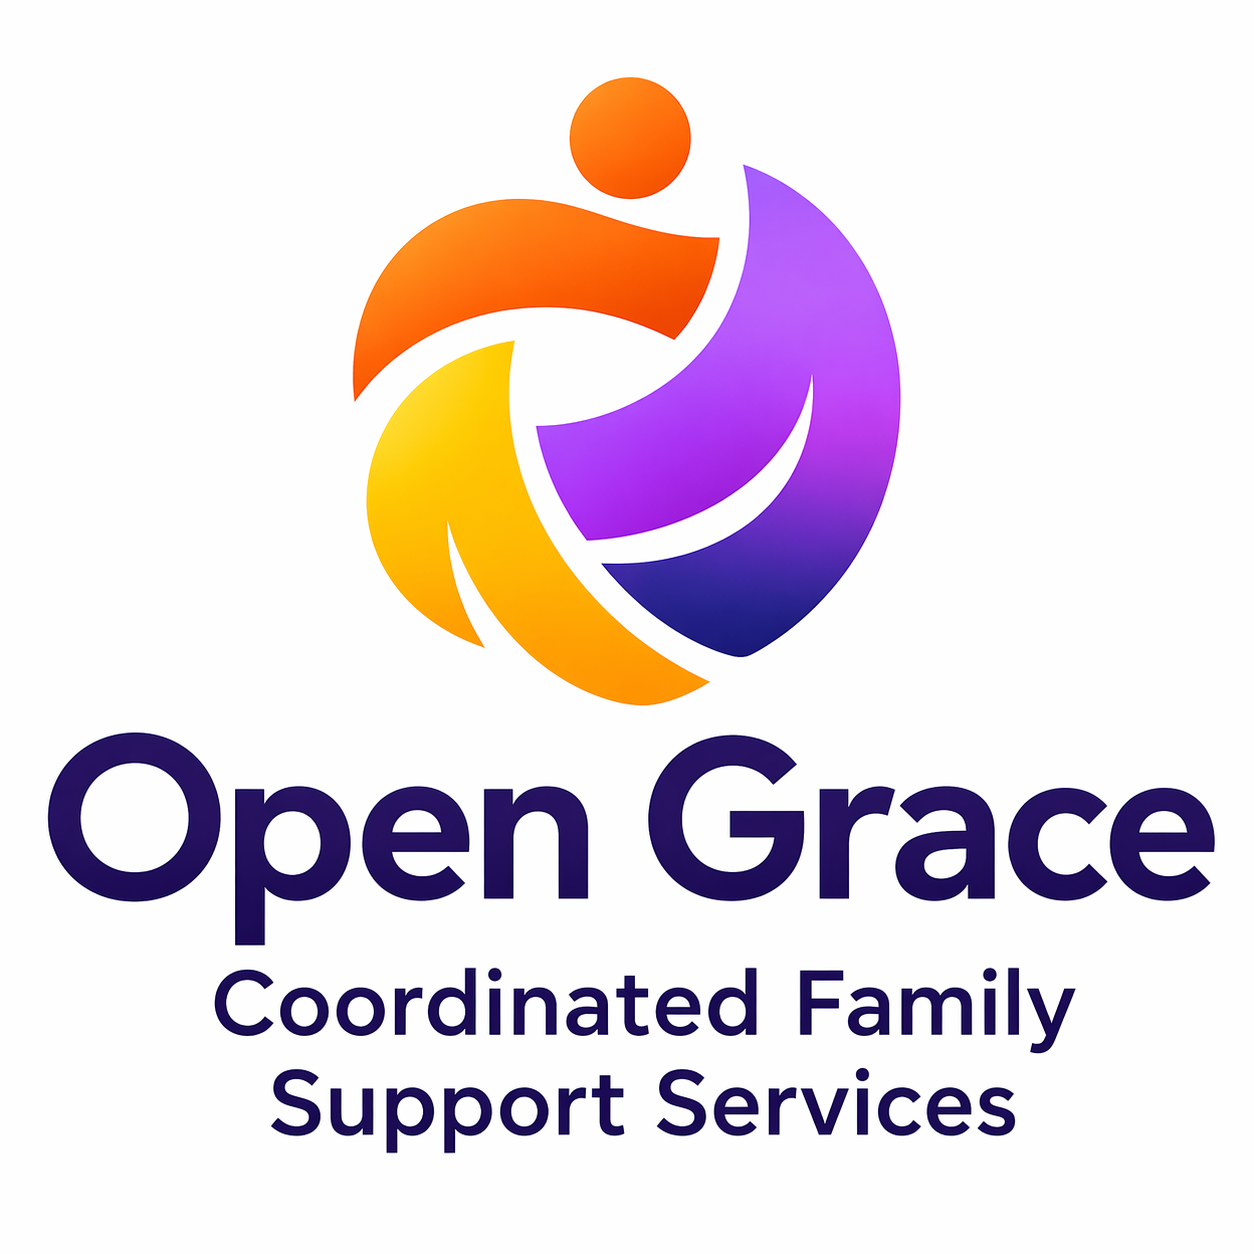 Open Grace
Coordinated Family
Support Services